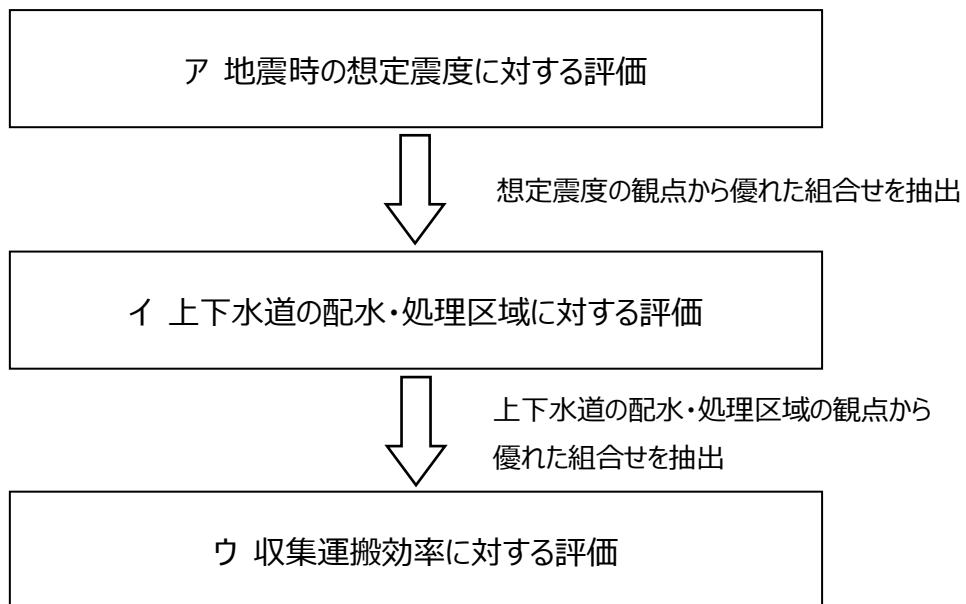 ア 地震時の想定震度に対する評価
想定震度の観点から優れた組合せを抽出
イ 上下水道の配水・処理区域に対する評価
上下水道の配水・処理区域の観点から
優れた組合せを抽出
ウ 収集運搬効率に対する評価